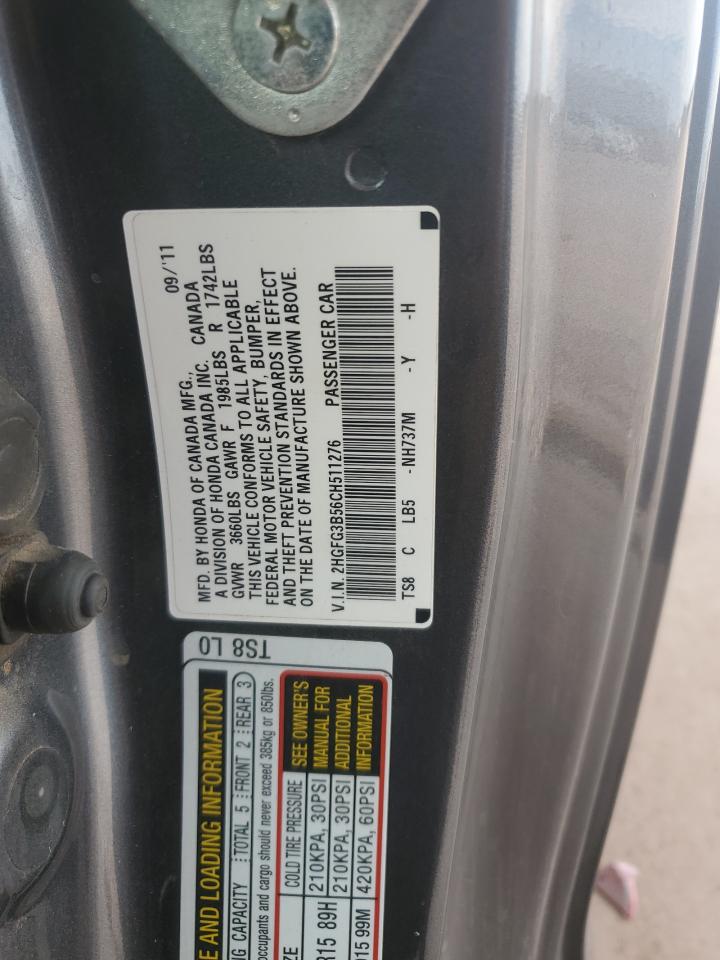 09/'11
MFD. BY HONDA OF CANADA MFG., CANADA
A DIVISION OF HONDA CANADA INC.
GVWR 3660LBS GAWR F 1985LBS R 1742LBS
THIS VEHICLE CONFORMS TO ALL APPLICABLE
FEDERAL MOTOR VEHICLE SAFETY, BUMPER,
AND THEFT PREVENTION STANDARDS IN EFFECT
ON THE DATE OF MANUFACTURE SHOWN ABOVE.
V.I.N. 2HGFG3B56CH511276 PASSENGER CAR
TS8 C LB5 -NH737M -Y -H
TS8 L0
AND LOADING INFORMATION
CAPACITY TOTAL 5 FRONT 2 REAR 3
occupants and cargo should never exceed 385kg or 850lbs.
COLD TIRE PRESSURE SEE OWNER'S
R15 89H 210KPA, 30PSI MANUAL FOR
210KPA, 30PSI ADDITIONAL
15 99M 420KPA, 60PSI INFORMATION